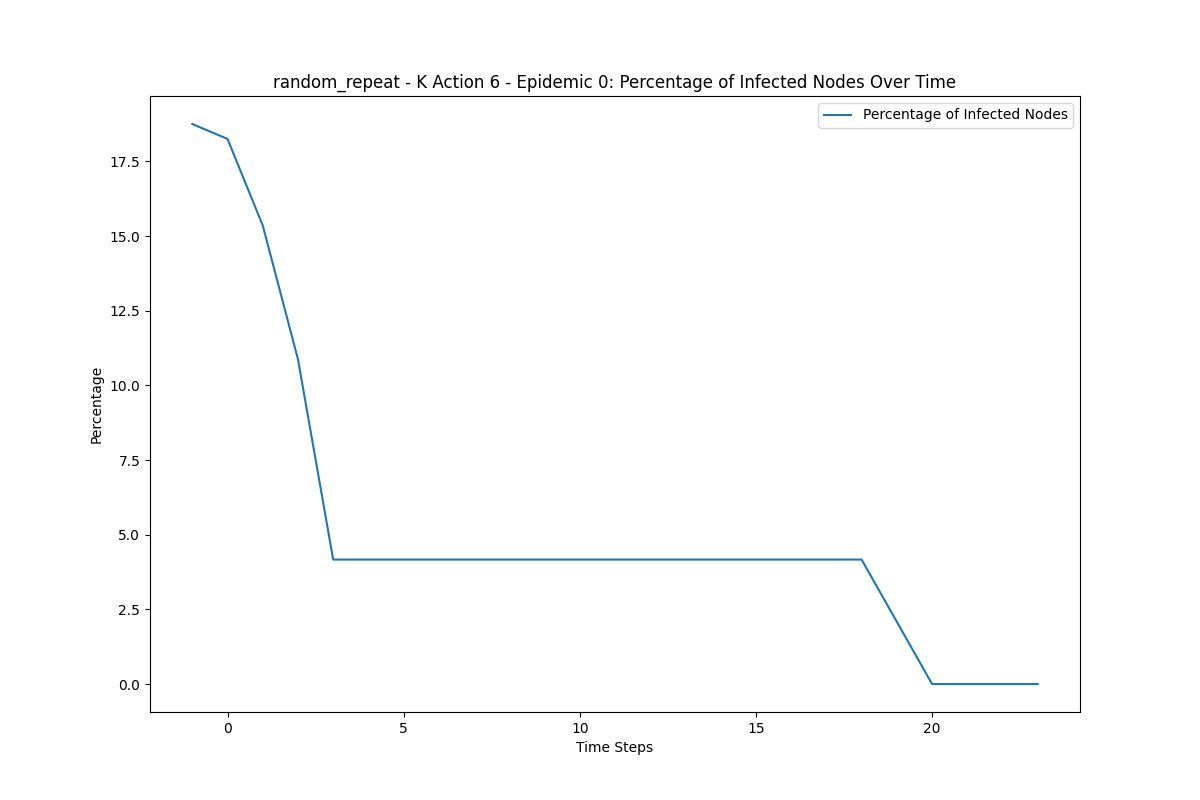 random_repeat - K Action 6 - Epidemic 0: Percentage of Infected Nodes Over Time
Percentage of Infected Nodes
Percentage
17.5
15.0
12.5
10.0
7.5
5.0
2.5
0.0
0 5 10 15 20
Time Steps